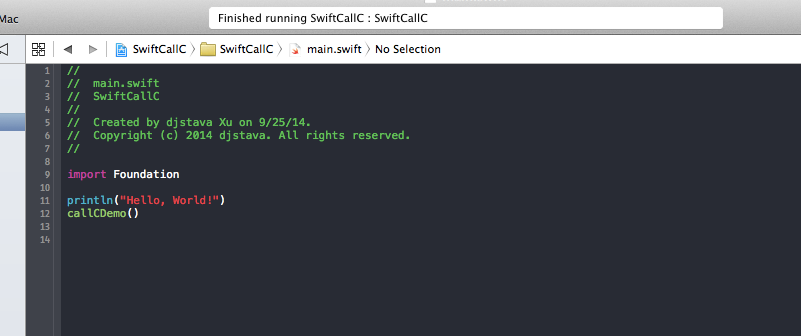 Mac
Finished running SwiftCallC : SwiftCallC
SwiftCallC
SwiftCallC
main.swift
No Selection
1 //
2 //  main.swift
3 //  SwiftCallC
4 //
5 //  Created by djstava Xu on 9/25/14.
6 //  Copyright (c) 2014 djstava. All rights reserved.
7 //
8
9 import Foundation
10
11 println("Hello, World!")
12 callCDemo()
13
14